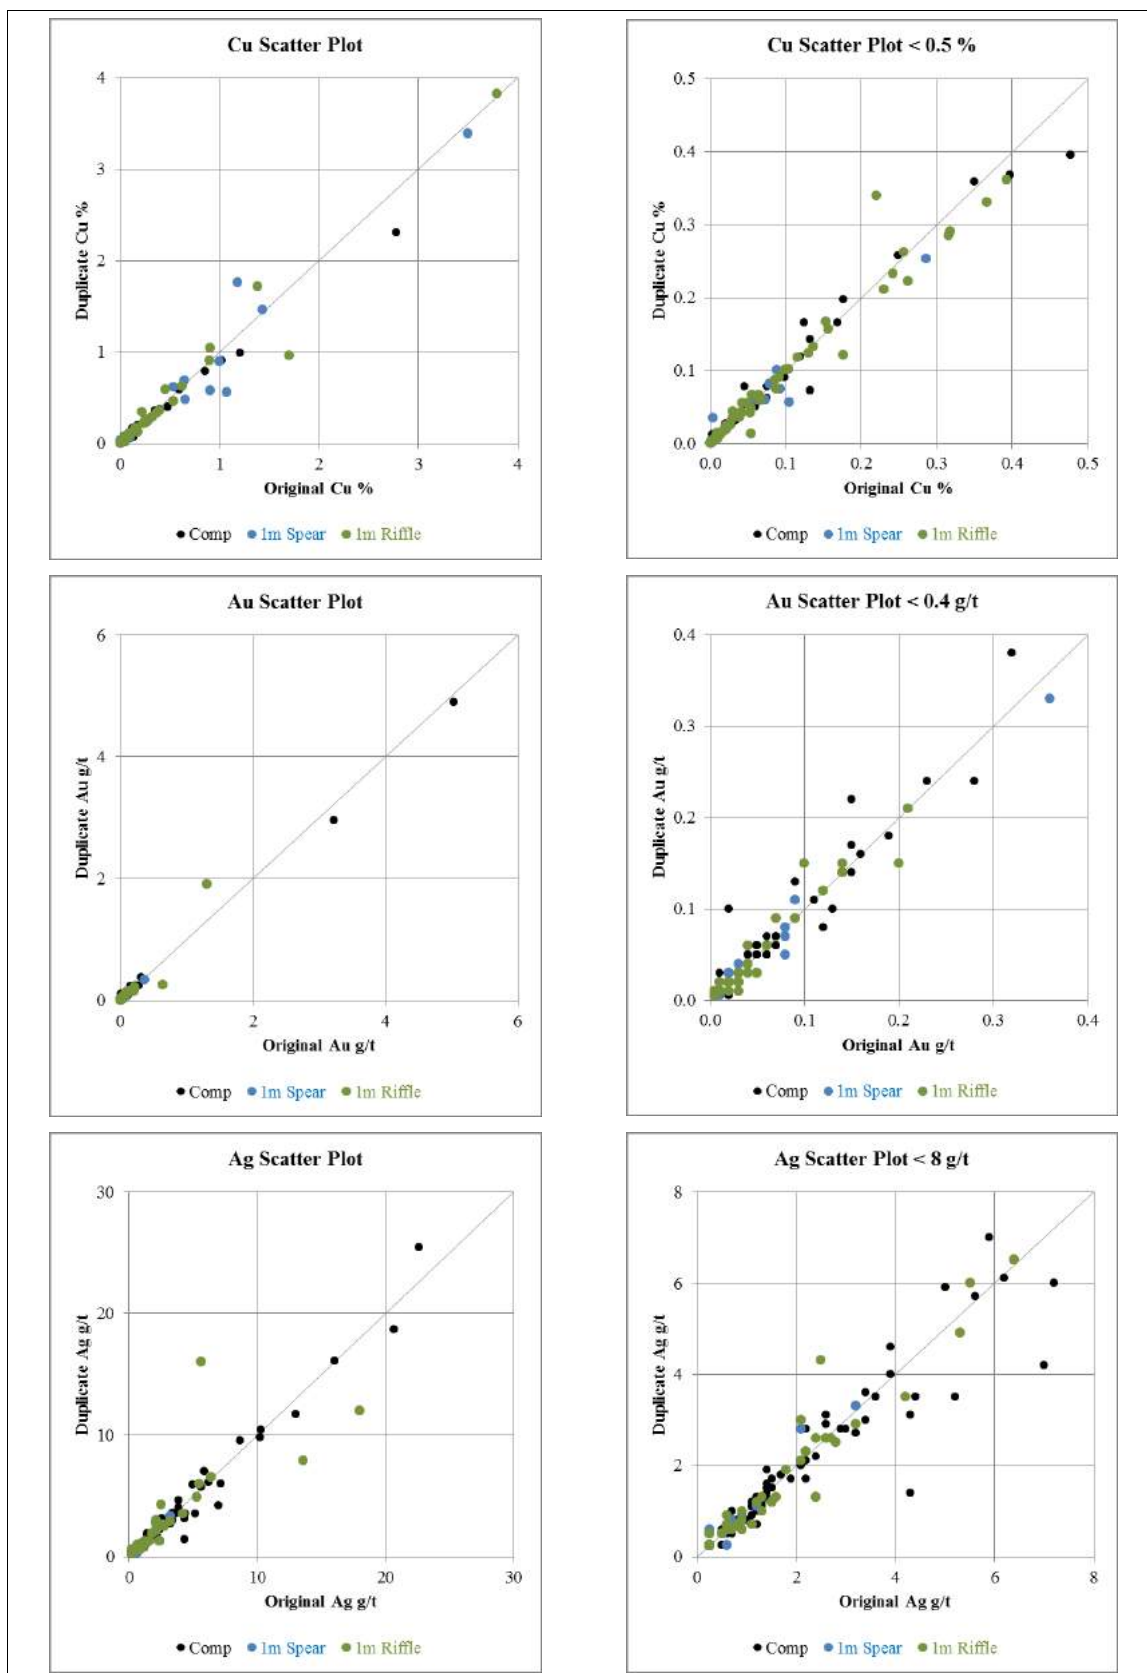 Cu Scatter Plot
4
3
2
1
0
0
1
2
3
4
Duplicate Cu %
Original Cu %
Comp 1m Spear 1m Riffle
Cu Scatter Plot < 0.5 %
0.5
0.4
0.3
0.2
0.1
0.0
0.0
0.1
0.2
0.3
0.4
0.5
Duplicate Cu %
Original Cu %
Comp 1m Spear 1m Riffle
Au Scatter Plot
6
4
2
0
0
2
4
6
Duplicate Au g/t
Original Au g/t
Comp 1m Spear 1m Riffle
Au Scatter Plot < 0.4 g/t
0.4
0.3
0.2
0.1
0.0
0.0
0.1
0.2
0.3
0.4
Duplicate Au g/t
Original Au g/t
Comp 1m Spear 1m Riffle
Ag Scatter Plot
30
20
10
0
0
10
20
30
Duplicate Ag g/t
Original Ag g/t
Comp 1m Spear 1m Riffle
Ag Scatter Plot < 8 g/t
8
6
4
2
0
0
2
4
6
8
Duplicate Ag g/t
Original Ag g/t
Comp 1m Spear 1m Riffle